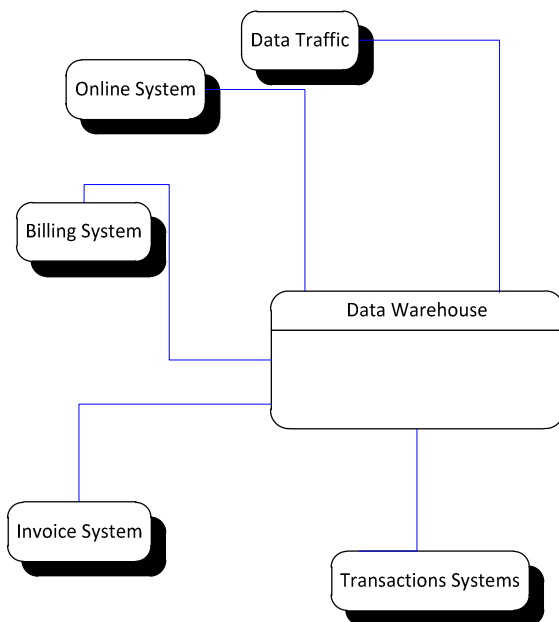 Data Traffic
Online System
Billing System
Data Warehouse
Invoice System
Transactions Systems